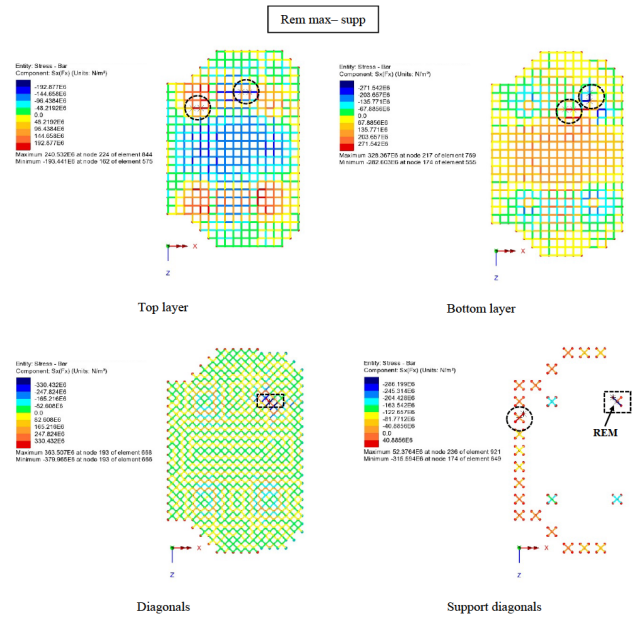 Rem max– supp
Entity: Stress - Bar
Component: Sx(Fx) (Units: N/m²)
-192.877E6
-144.658E6
-96.4384E6
-48.2192E6
0.0
48.2192E6
96.4384E6
144.658E6
192.877E6
Maximum 240.532E6 at node 224 of element 844
Minimum -193.441E6 at node 162 of element 575
X
Z
Top layer
Entity: Stress - Bar
Component: Sx(Fx) (Units: N/m²)
-271.542E6
-203.657E6
-135.771E6
-67.8856E6
0.0
67.8856E6
135.771E6
203.657E6
271.542E6
Maximum 328.367E6 at node 217 of element 789
Minimum -282.603E6 at node 174 of element 555
X
Z
Bottom layer
Entity: Stress - Bar
Component: Sx(Fx) (Units: N/m²)
-330.432E6
-247.824E6
-165.216E6
-82.608E6
0.0
82.608E6
165.216E6
247.824E6
330.432E6
Maximum 363.507E6 at node 193 of element 668
Minimum -379.966E6 at node 193 of element 666
X
Z
Diagonals
Entity: Stress - Bar
Component: Sx(Fx) (Units: N/m²)
-286.199E6
-245.314E6
-204.428E6
-163.542E6
-122.657E6
-81.7712E6
-40.8856E6
0.0
40.8856E6
Maximum 52.3764E6 at node 236 of element 921
Minimum -315.594E6 at node 174 of element 649
REM
X
Z
Support diagonals